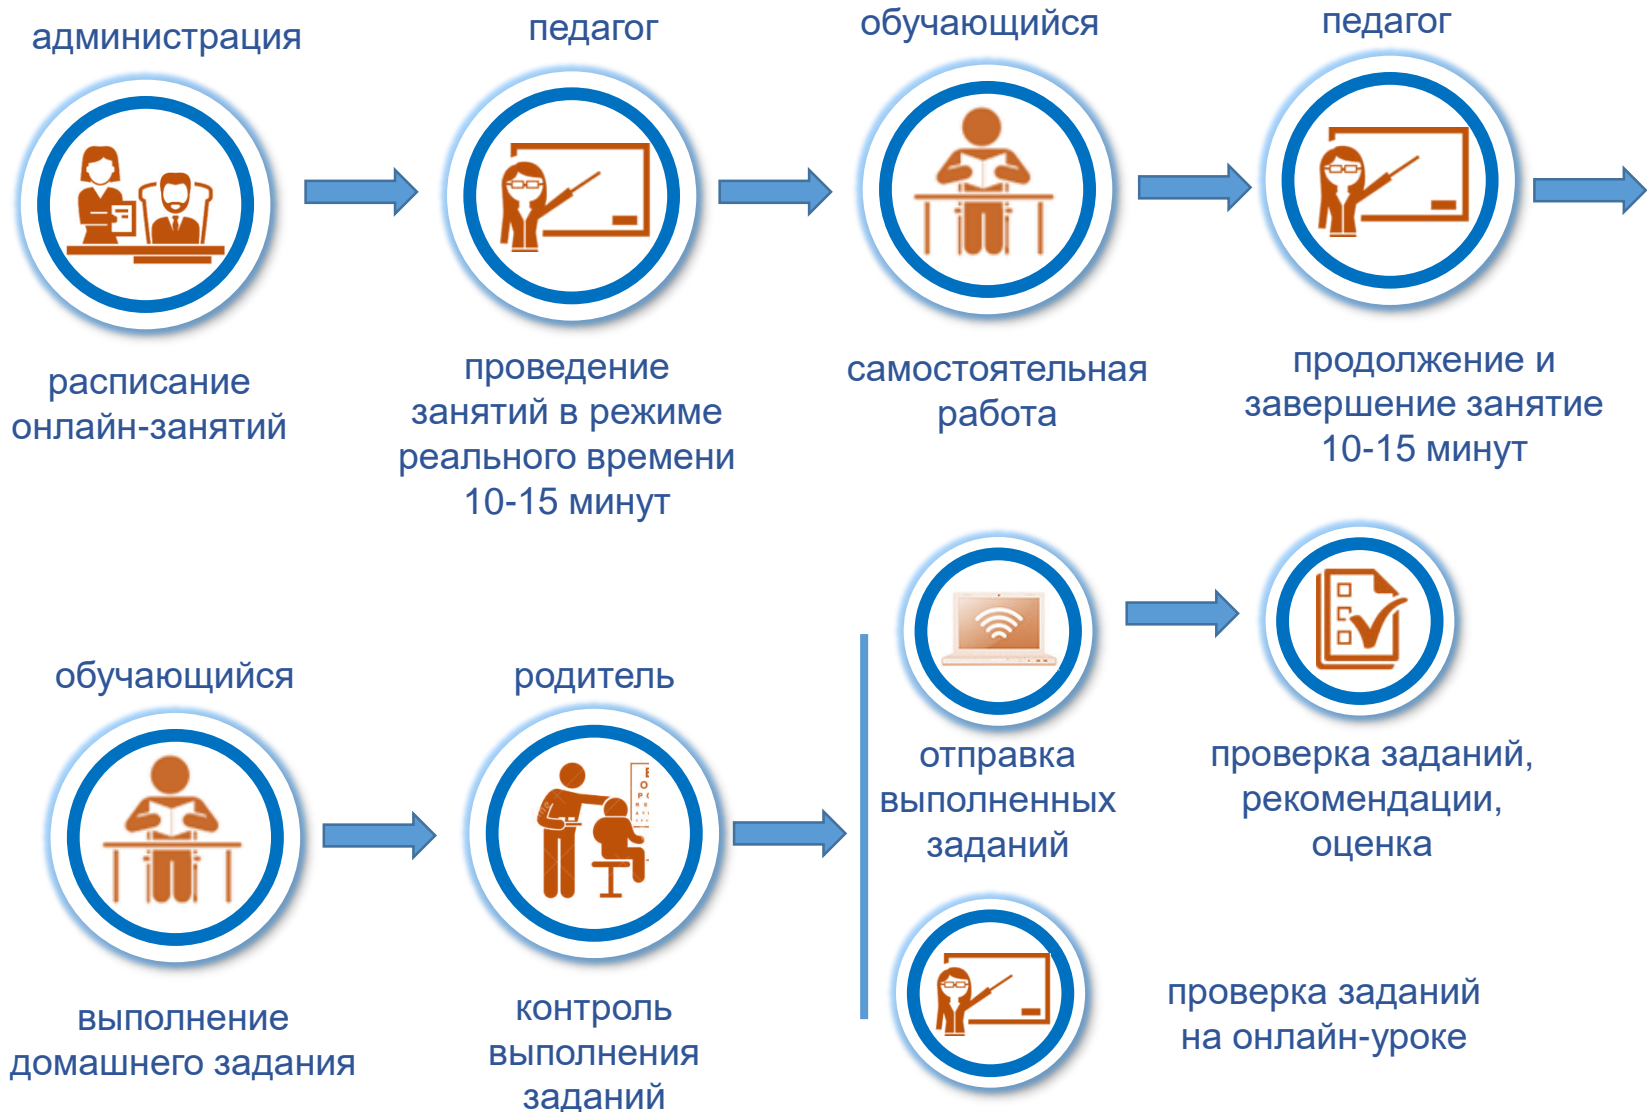 администрация
расписание
онлайн-занятий
педагог
проведение
занятий в режиме
реального времени
10-15 минут
обучающийся
самостоятельная
работа
педагог
продолжение и
завершение занятие
10-15 минут
обучающийся
выполнение
домашнего задания
родитель
контроль
выполнения
заданий
отправка
выполненных
заданий
проверка заданий,
рекомендации,
оценка
проверка заданий
на онлайн-уроке